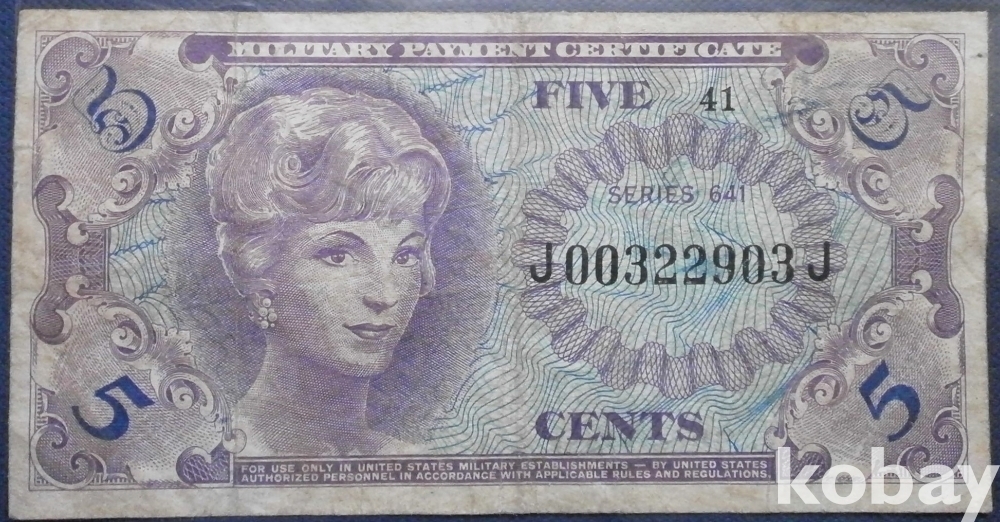 MILITARY PAYMENT CERTIFICATE
5 5
FIVE 41
SERIES 641
J00322903J
5 5
CENTS
FOR USE ONLY IN UNITED STATES MILITARY ESTABLISHMENTS — BY UNITED STATES
AUTHORIZED PERSONNEL IN ACCORDANCE WITH APPLICABLE RULES AND REGULATIONS.
kobay